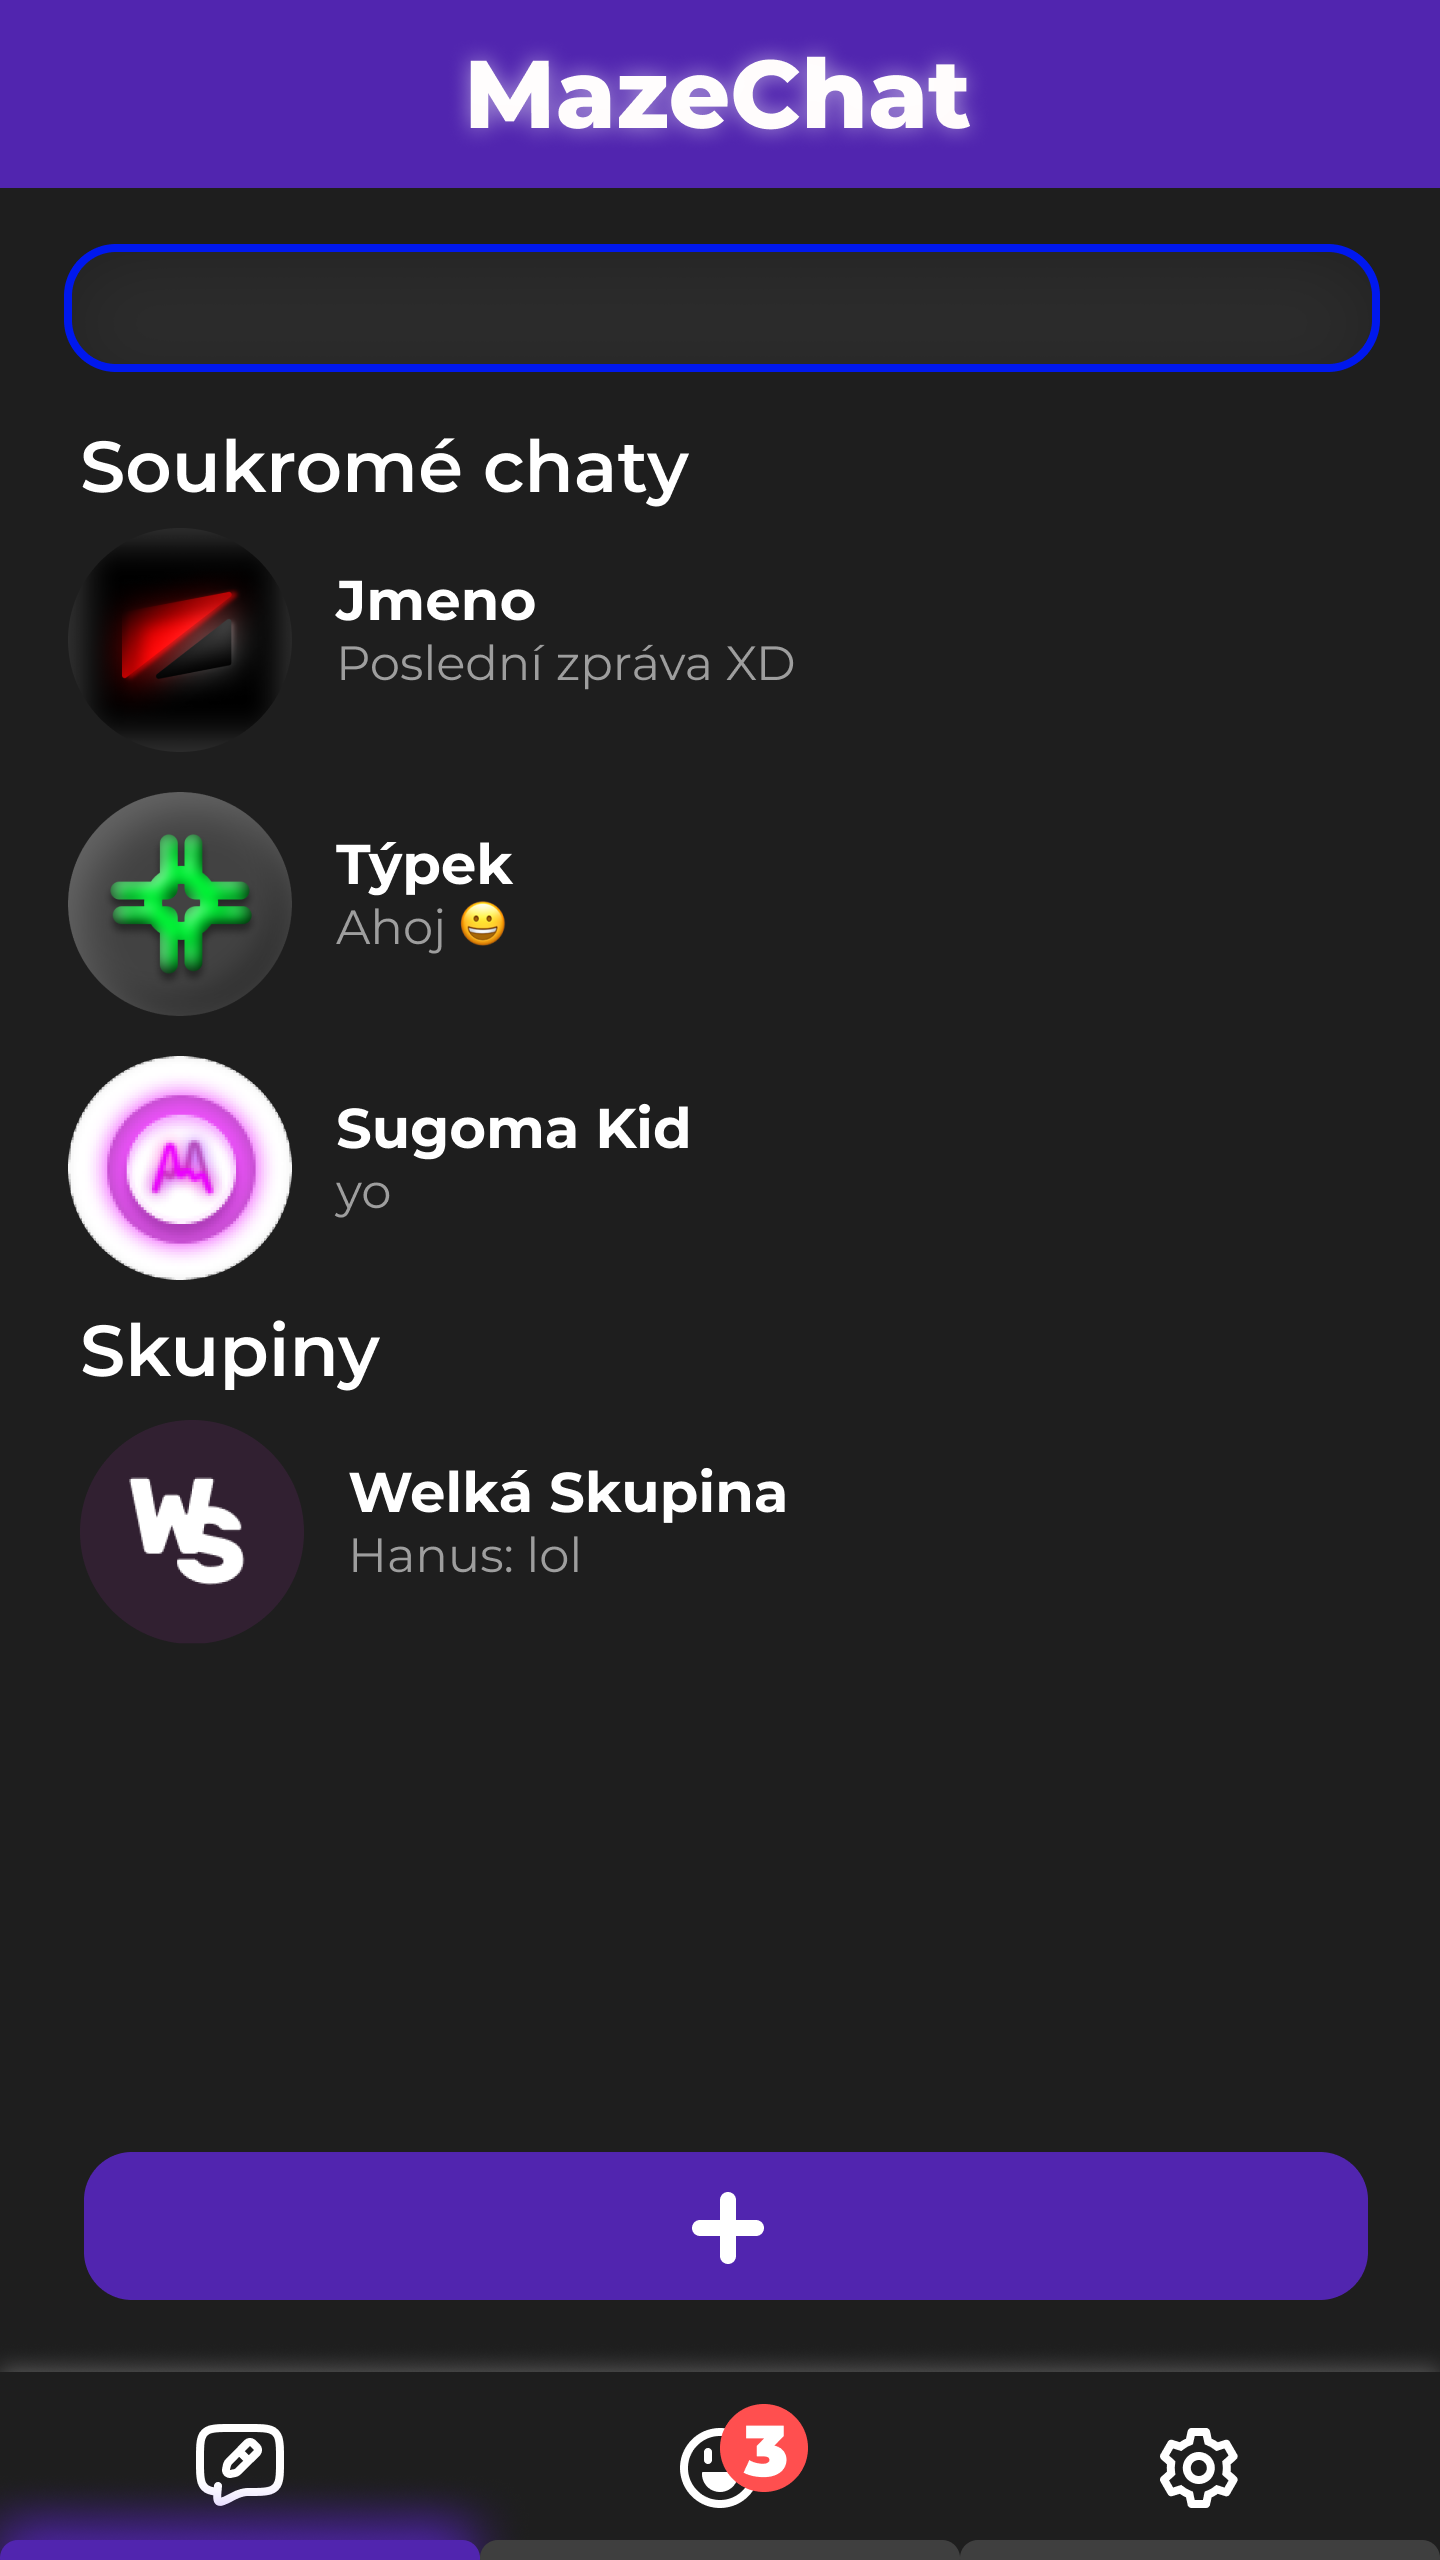 MazeChat
Soukromé chaty
Jmeno
Poslední zpráva XD
Týpek
Ahoj 😀
Sugoma Kid
yo
Skupiny
WS
Welká Skupina
Hanus: lol
3